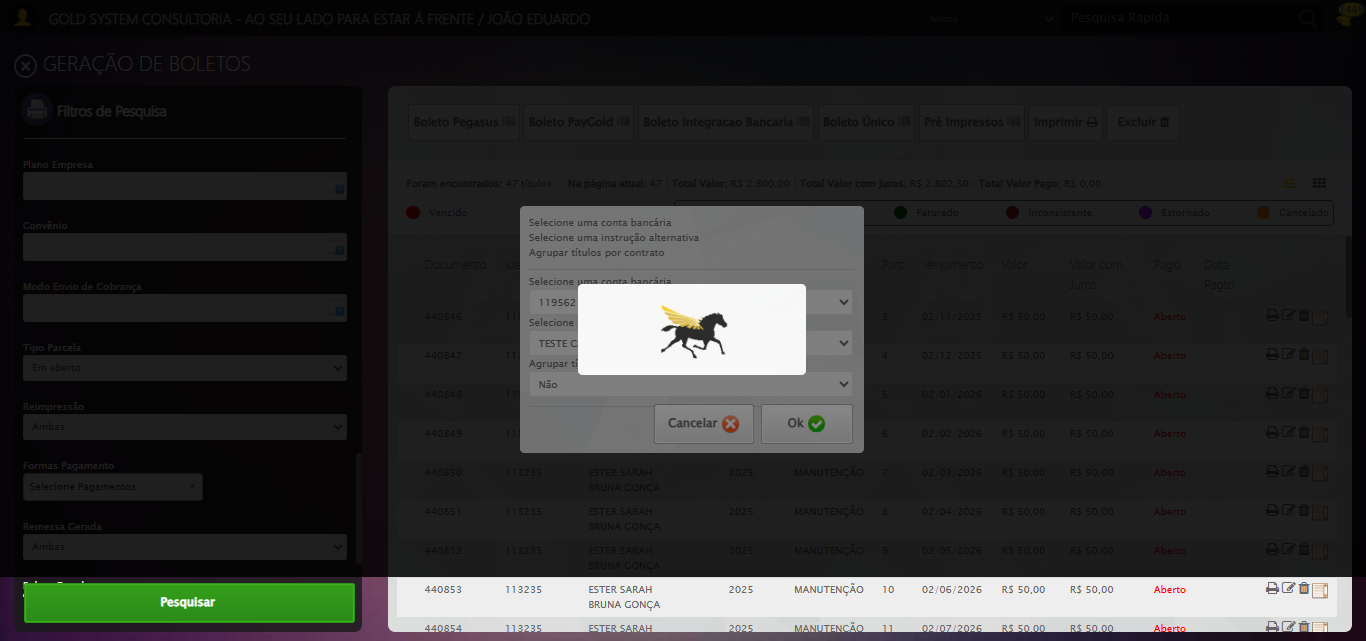 GOLD SYSTEM CONSULTORIA - AO SEU LADO PARA ESTAR À FRENTE / JOÃO EDUARDO
Nome
Pesquisa Rapida
44
GERAÇÃO DE BOLETOS
Filtros de Pesquisa
Plano Empresa
Convênio
Modo Envio de Cobrança
Tipo Parcela
Em aberto
Reimpressão
Ambas
Formas Pagamento
Selecione Pagamentos
Remessa Gerada
Ambas
Pesquisar
Boleto Pegasus Boleto PayGold Boleto Integracao Bancaria Boleto Único Pré Impressos Imprimir Excluir
Foram encontrados: 47 títulos. Na página atual: 47 | Total Valor: R$ 2.800,00 | Total Valor com Juros: R$ 2.802,50 | Total Valor Pago: R$ 0,00
Vencido Faturado Inconsistente Estornado Cancelado
Selecione uma conta bancária
Selecione uma instrução alternativa
Agrupar títulos por contrato
Selecione uma conta bancária
119562
Selecione
TESTE C
Agrupar tí
Não
Cancelar Ok
Documento Ide Parc Vencimento Valor Valor com Juros Pago Data Pagto
440846 3 02/11/2025 R$ 50,00 R$ 50,00 Aberto
440847 4 02/12/2025 R$ 50,00 R$ 50,00 Aberto
440848 5 02/01/2026 R$ 50,00 R$ 50,00 Aberto
440849 6 02/02/2026 R$ 50,00 R$ 50,00 Aberto
440850 113235 ESTER SARAH 2025 MANUTENÇÃO 7 02/03/2026 R$ 50,00 R$ 50,00 Aberto
BRUNA GONÇA
440851 113235 ESTER SARAH 2025 MANUTENÇÃO 8 02/04/2026 R$ 50,00 R$ 50,00 Aberto
BRUNA GONÇA
440852 113235 ESTER SARAH 2025 MANUTENÇÃO 9 02/05/2026 R$ 50,00 R$ 50,00 Aberto
BRUNA GONÇA
440853 113235 ESTER SARAH 2025 MANUTENÇÃO 10 02/06/2026 R$ 50,00 R$ 50,00 Aberto
BRUNA GONÇA
440854 113235 ESTER SARAH 2025 MANUTENÇÃO 11 02/07/2026 R$ 50,00 R$ 50,00 Aberto